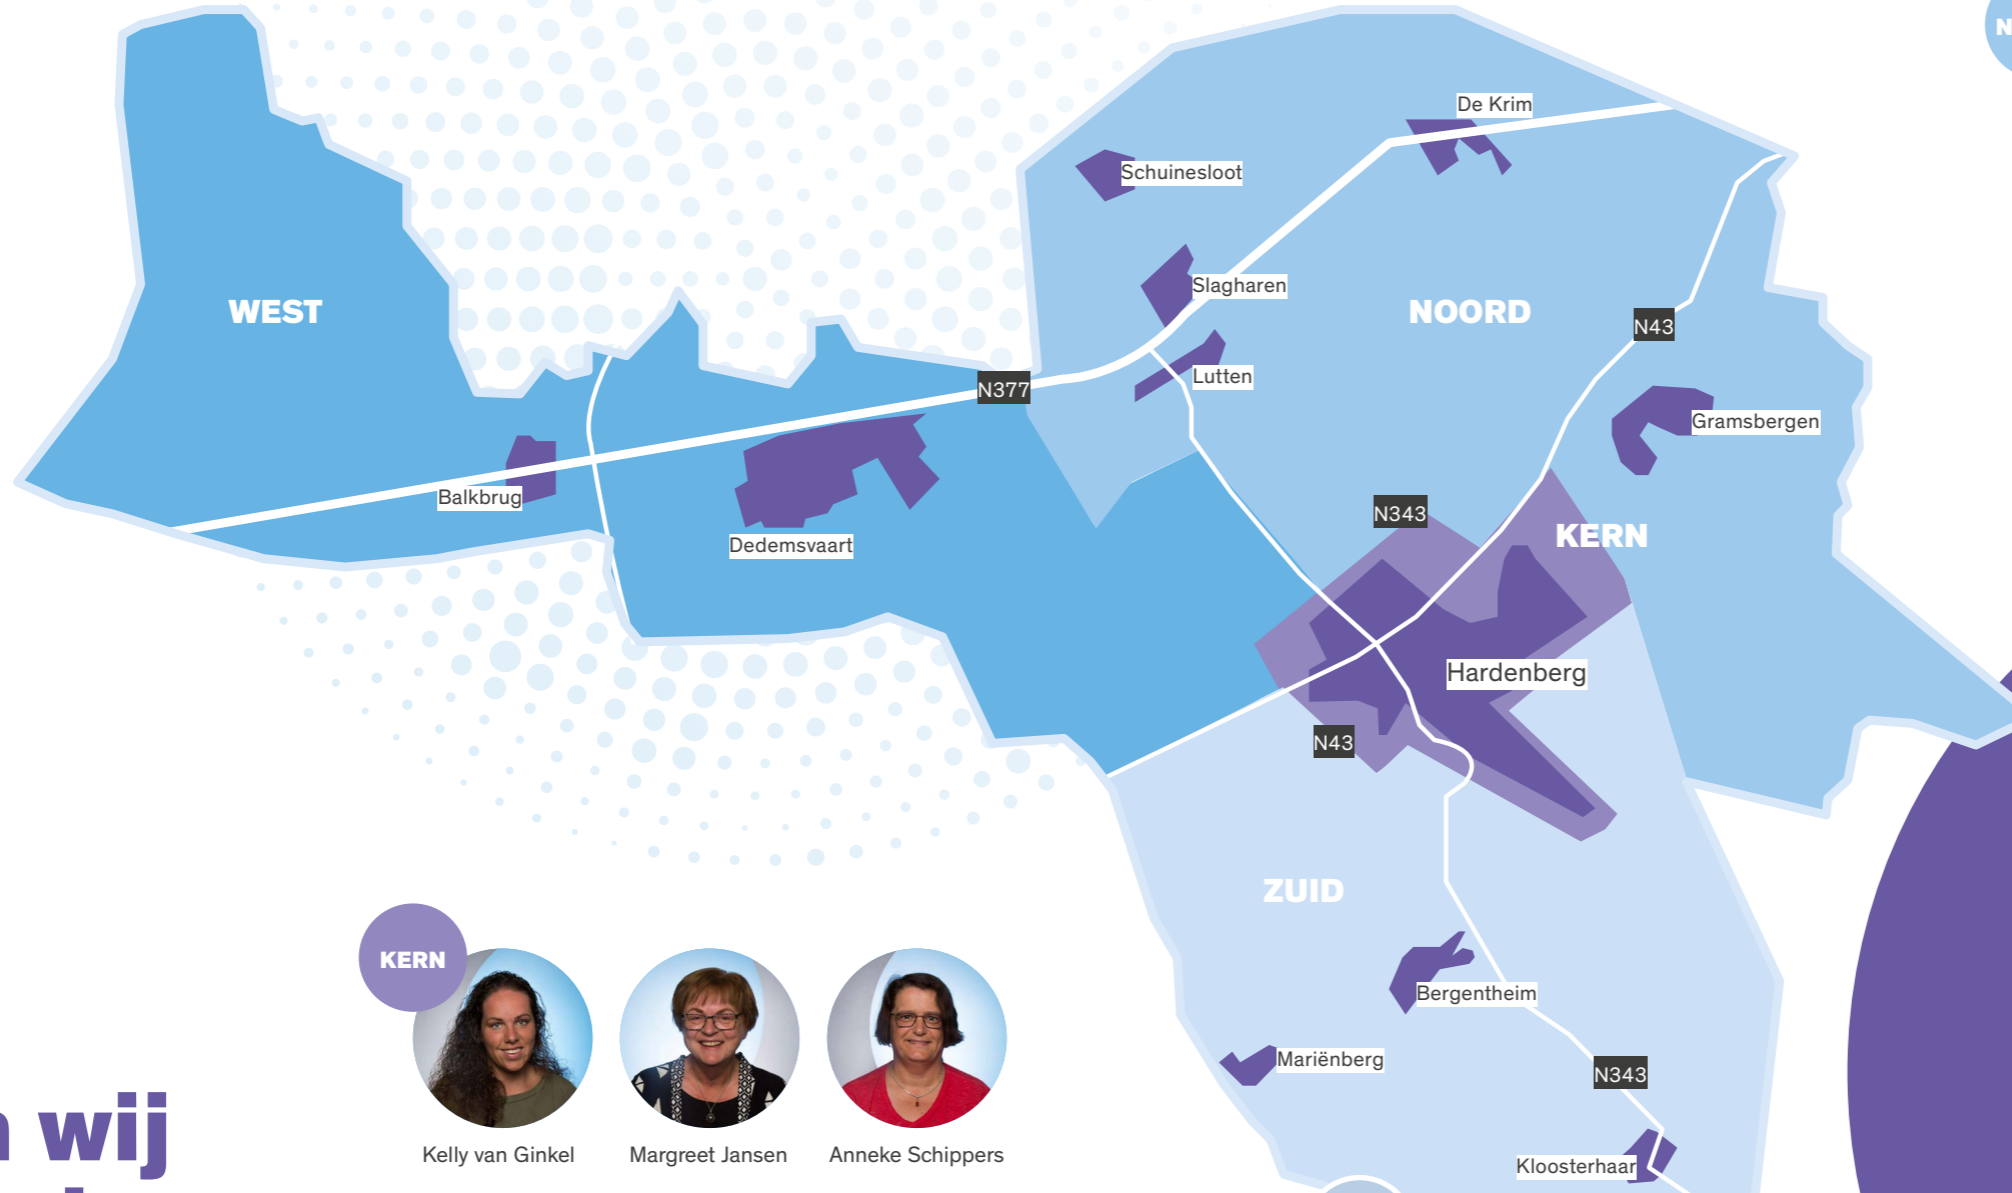 N
De Krim
Schuinesloot
Slagharen
WEST
NOORD
N43
N377
Lutten
Gramsbergen
Balkbrug
N343
KERN
Dedemsvaart
Hardenberg
N43
ZUID
KERN
Bergentheim
Mariënberg
N343
wij
Kelly van Ginkel
Margreet Jansen
Anneke Schippers
Kloosterhaar